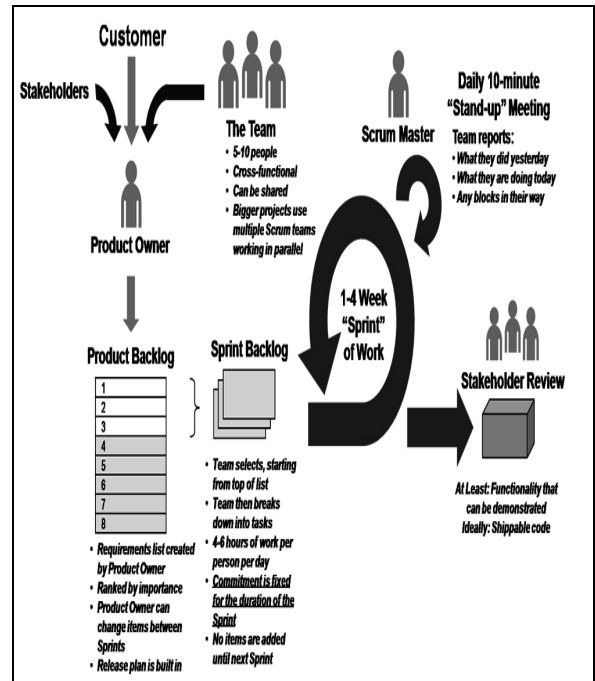 Customer
Stakeholders
The Team
• 5-10 people
• Cross-functional
• Can be shared
• Bigger projects use
multiple Scrum teams
working in parallel
Scrum Master
Daily 10-minute
“Stand-up” Meeting
Team reports:
• What they did yesterday
• What they are doing today
• Any blocks in their way
Product Owner
1-4 Week
“Sprint”
of Work
Product Backlog
1
2
3
4
5
6
7
8
• Requirements list created
by Product Owner
• Ranked by importance
• Product Owner can
change items between
Sprints
• Release plan is built in
Sprint Backlog
• Team selects, starting
from top of list
• Team then breaks
down into tasks
• 4-6 hours of work per
person per day
• Commitment is fixed
for the duration of the
Sprint
• No items are added
until next Sprint
Stakeholder Review
At Least: Functionality that
can be demonstrated
Ideally: Shippable code